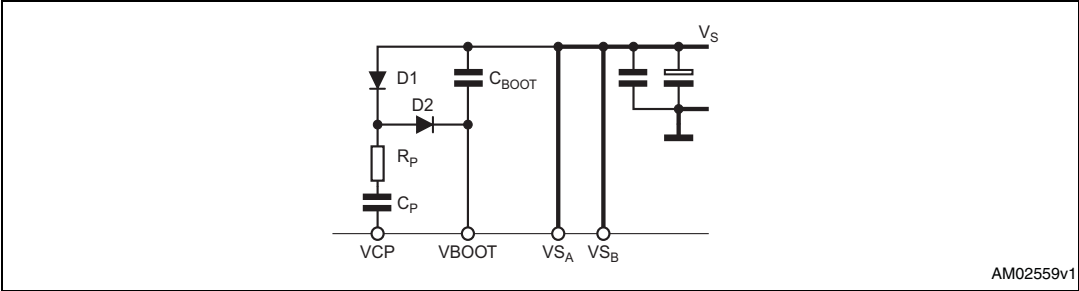 V_S
D1
C_BOOT
D2
R_P
C_P
VCP VBOOT VS_A VS_B
AM02559v1